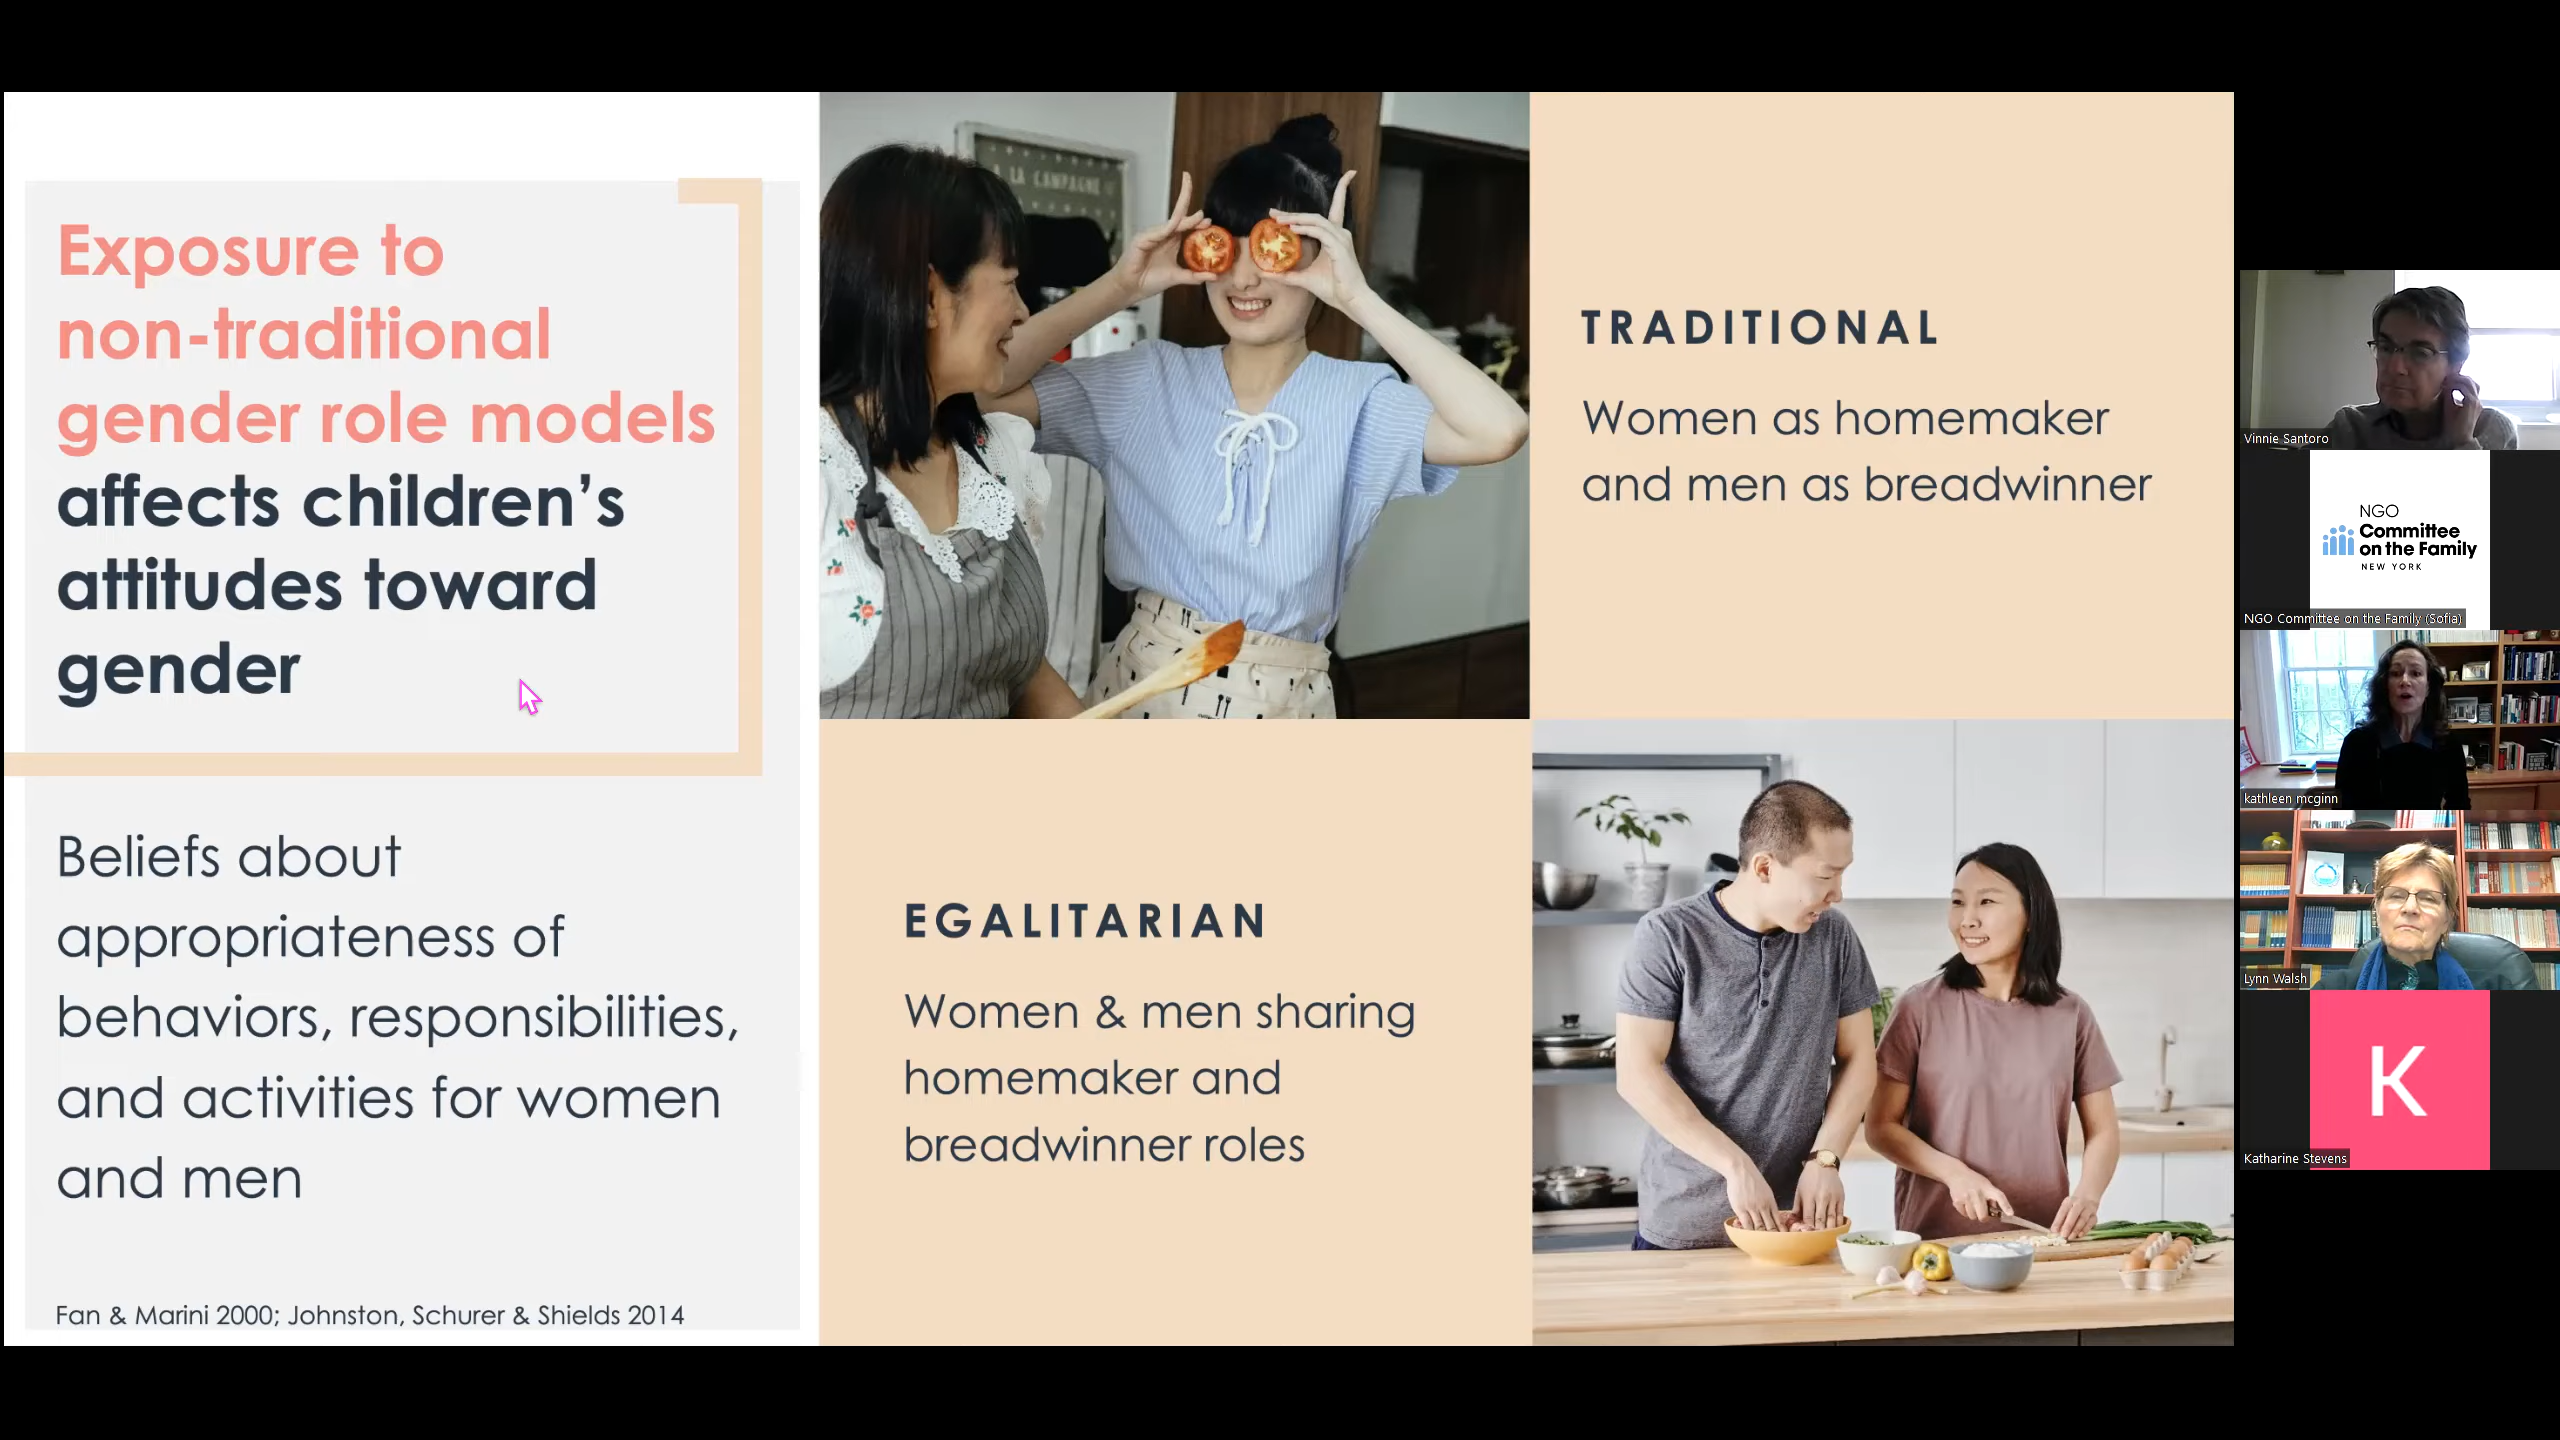 Exposure to
non-traditional
gender role models
affects children’s
attitudes toward
gender
Beliefs about
appropriateness of
behaviors, responsibilities,
and activities for women
and men
Fan & Marini 2000; Johnston, Schurer & Shields 2014
LA CAMPAGNE
TRADITIONAL
Women as homemaker
and men as breadwinner
EGALITARIAN
Women & men sharing
homemaker and
breadwinner roles
Vinnie Santoro
NGO
Committee
on the Family
NEW YORK
NGO Committee on the Family (Sofia)
kathleen mcginn
Lynn Walsh
K
Katharine Stevens